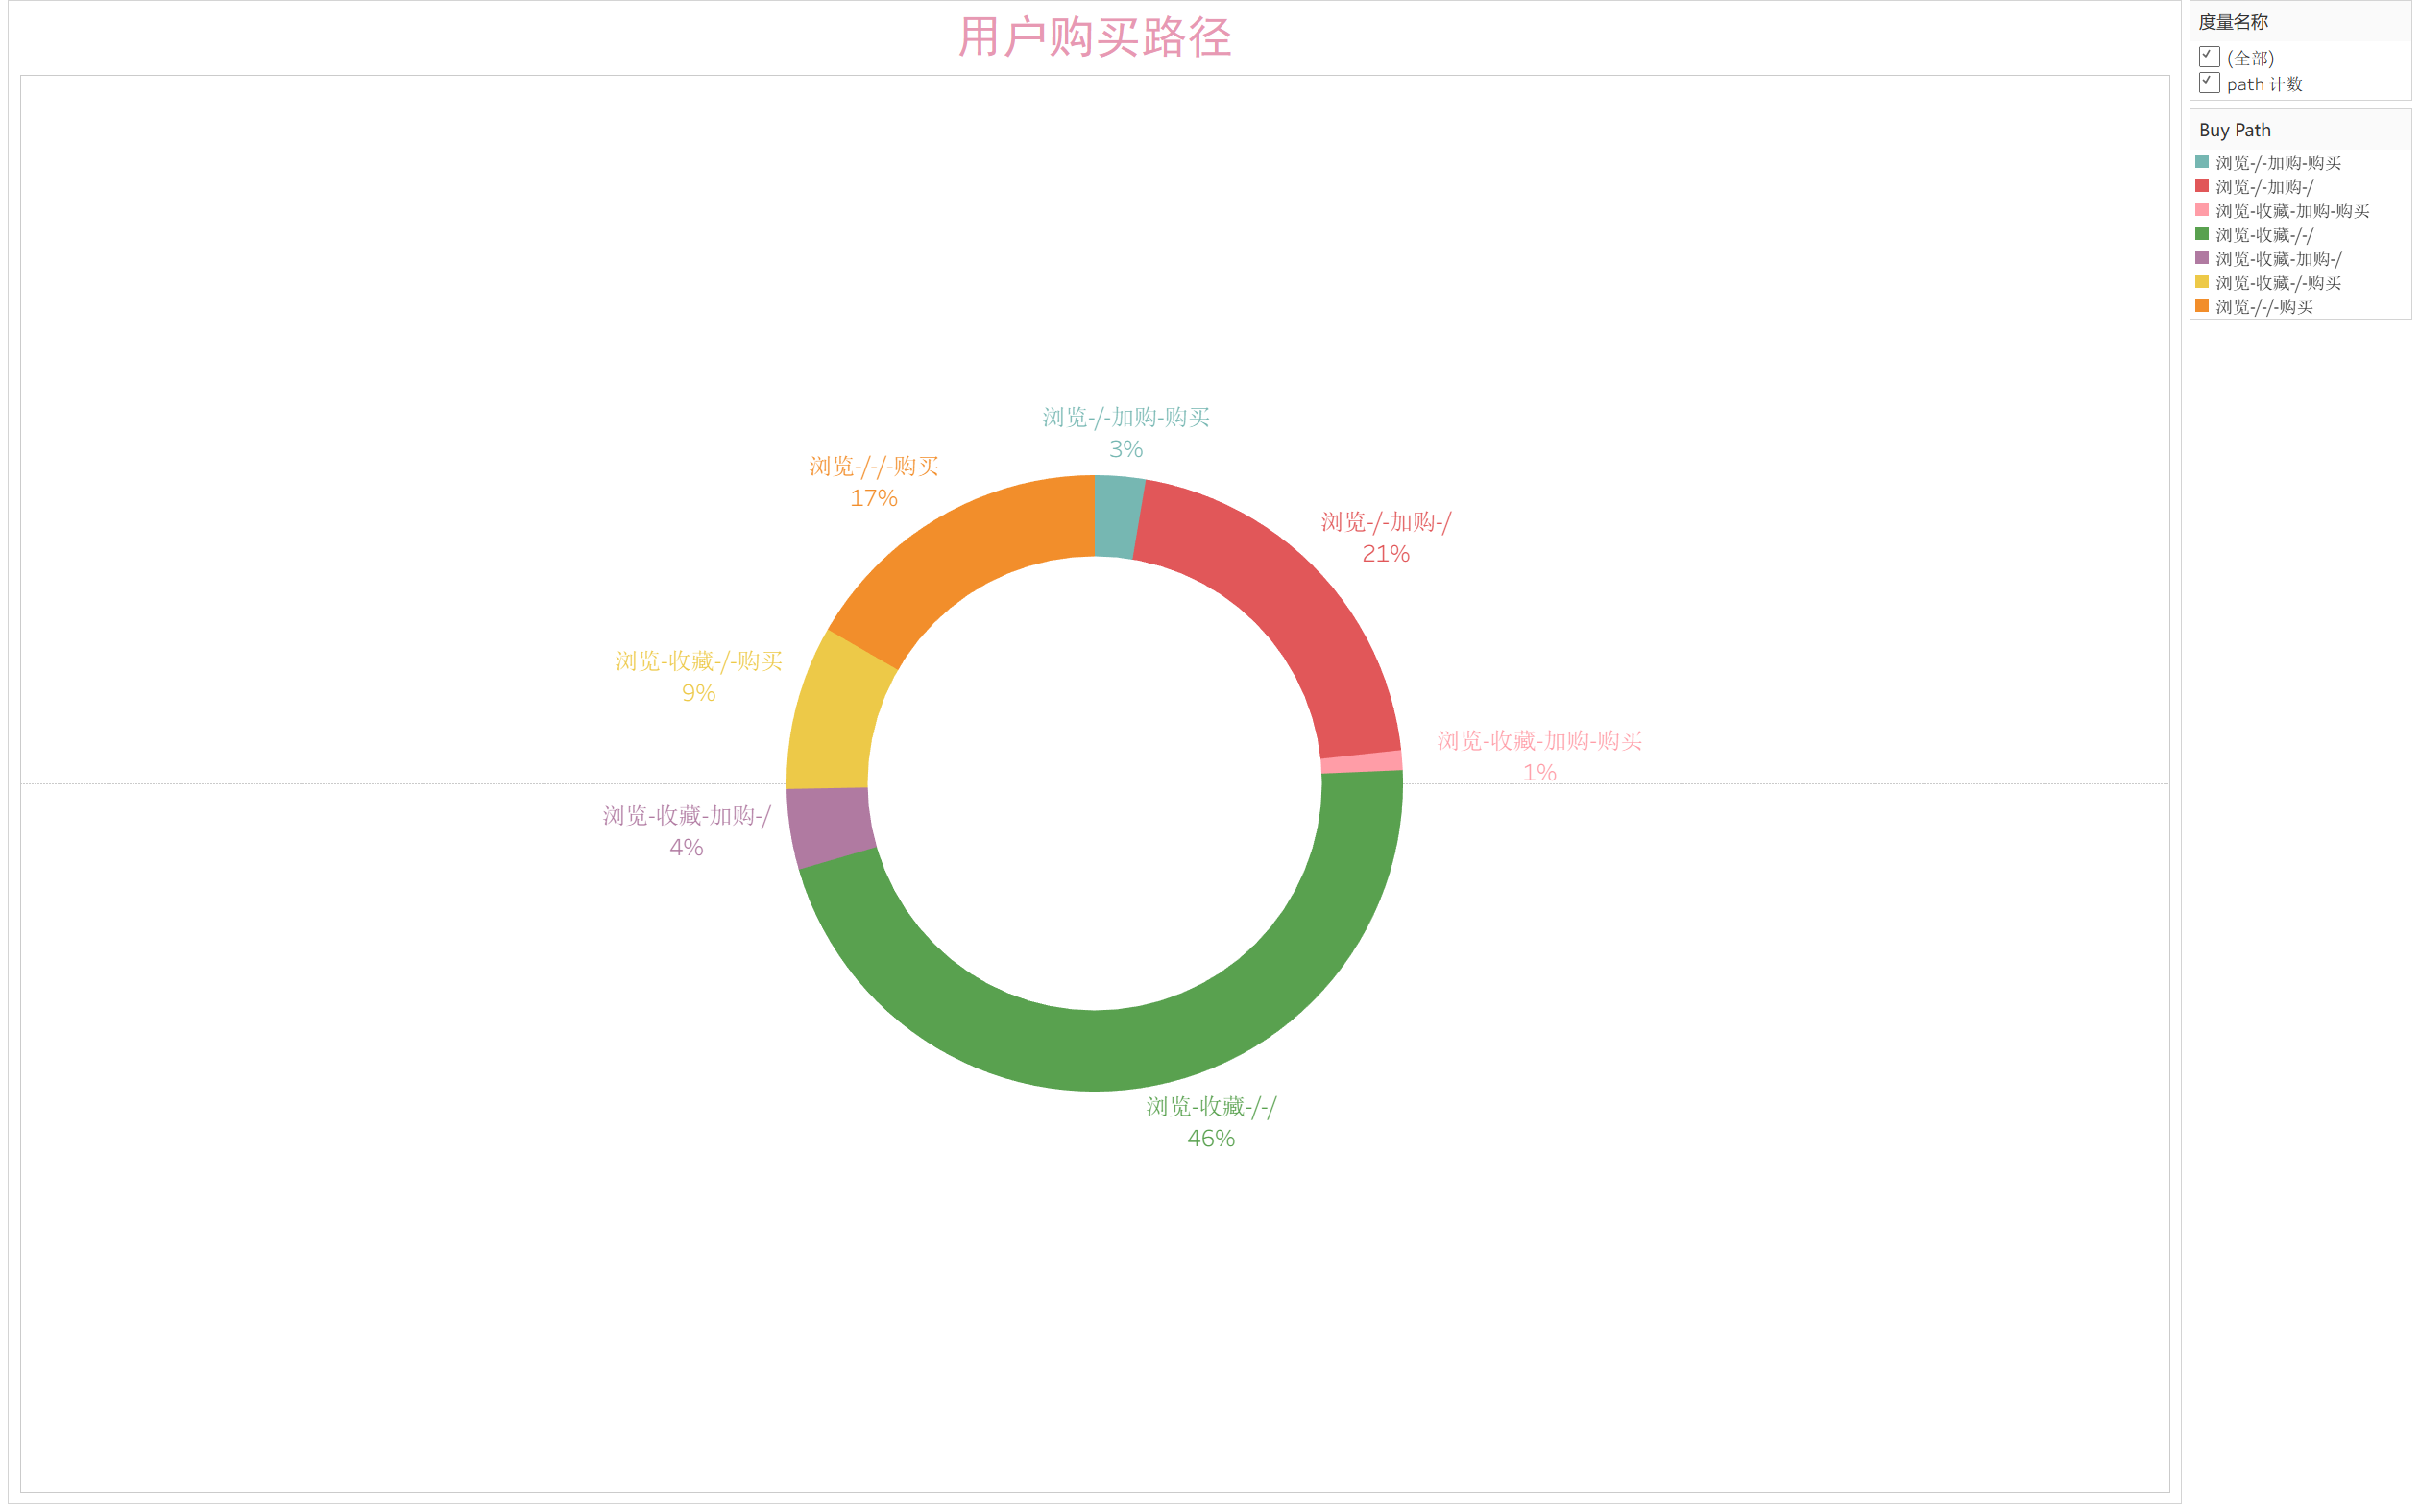 用户购买路径
浏览-/-加购-购买
3%
浏览-/-/-购买
17%
浏览-/-加购-/
21%
浏览-收藏-/-购买
9%
浏览-收藏-加购-购买
1%
浏览-收藏-加购-/
4%
浏览-收藏-/-/
46%
度量名称
(全部)
path 计数
Buy Path
浏览-/-加购-购买
浏览-/-加购-/
浏览-收藏-加购-购买
浏览-收藏-/-/
浏览-收藏-加购-/
浏览-收藏-/-购买
浏览-/-/-购买